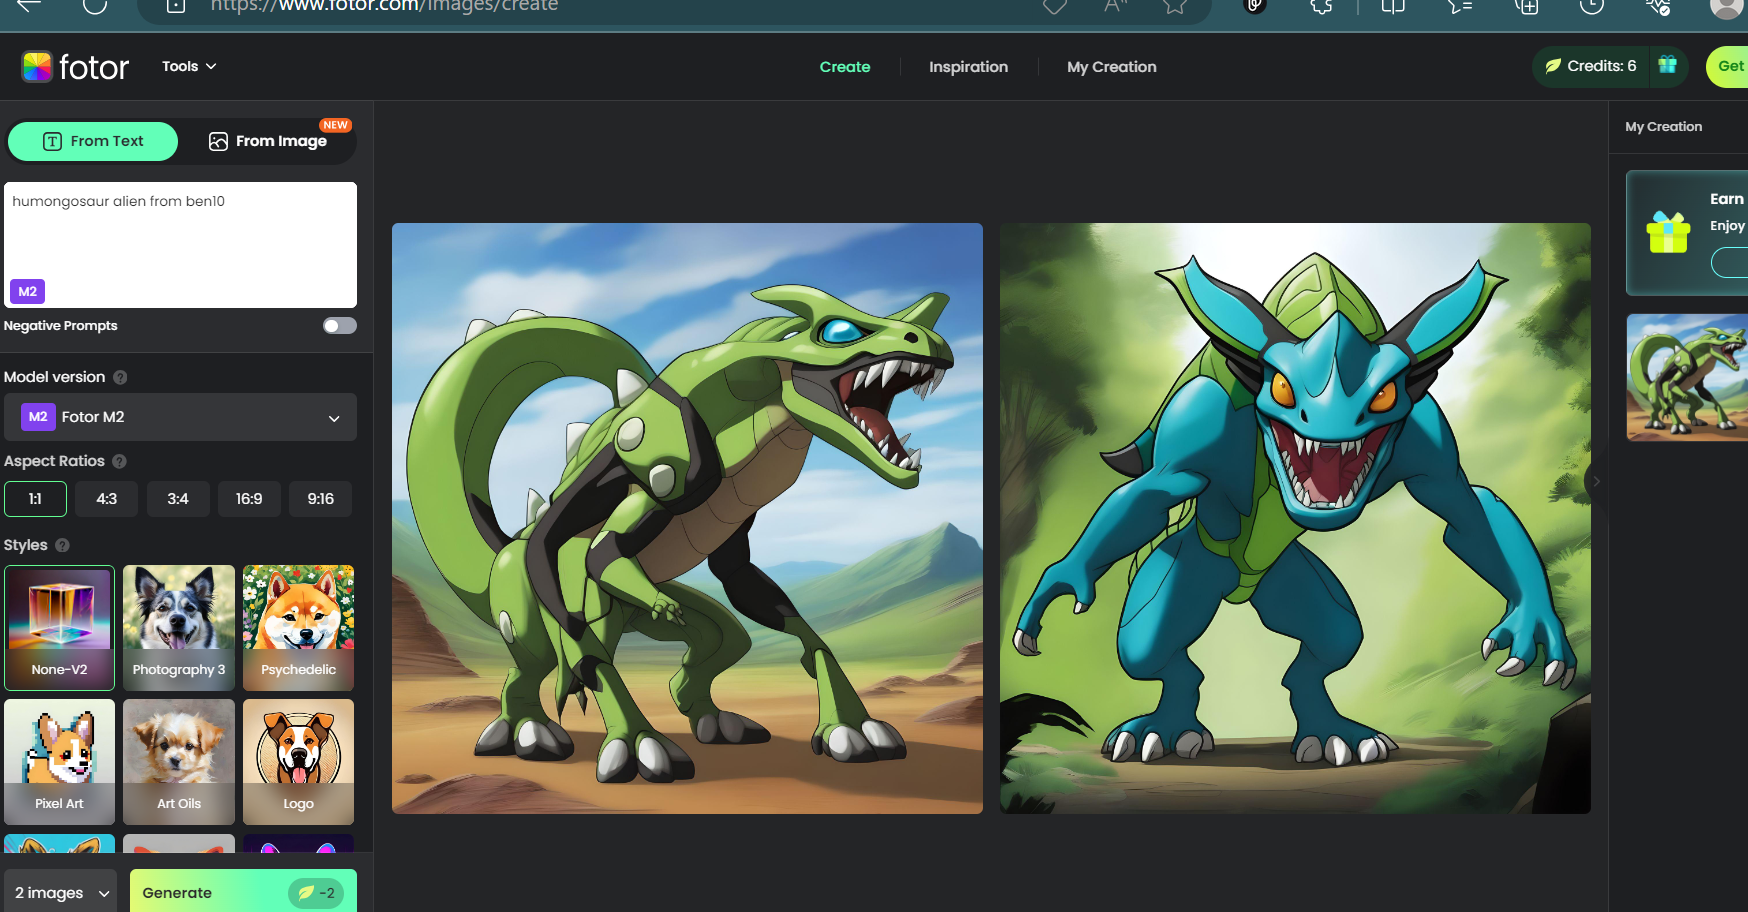 https://www.fotor.com/images/create
fotor
Tools
Create
Inspiration
My Creation
Credits: 6
Get
From Text
From Image
NEW
humongosaur alien from ben10
M2
Negative Prompts
Model version
M2 Fotor M2
Aspect Ratios
1:1 4:3 3:4 16:9 9:16
Styles
None-V2 Photography 3 Psychedelic
Pixel Art Art Oils Logo
2 images
Generate
-2
My Creation
Earn
Enjoy